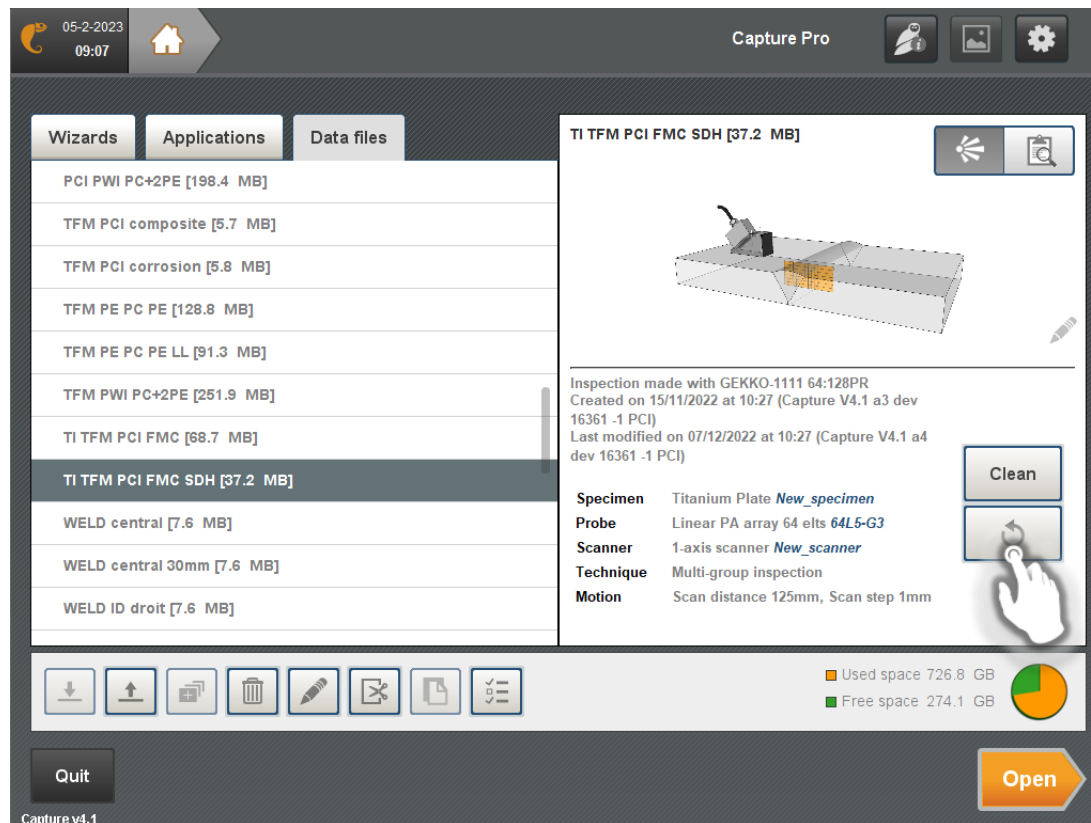 05-2-2023
09:07
Capture Pro
Wizards
Applications
Data files
PCI PWI PC+2PE [198.4 MB]
TFM PCI composite [5.7 MB]
TFM PCI corrosion [5.8 MB]
TFM PE PC PE [128.8 MB]
TFM PE PC PE LL [91.3 MB]
TFM PWI PC+2PE [251.9 MB]
TI TFM PCI FMC [68.7 MB]
TI TFM PCI FMC SDH [37.2 MB]
WELD central [7.6 MB]
WELD central 30mm [7.6 MB]
WELD ID droit [7.6 MB]
TI TFM PCI FMC SDH [37.2 MB]
Inspection made with GEKKO-1111 64:128PR
Created on 15/11/2022 at 10:27 (Capture V4.1 a3 dev
16361 -1 PCI)
Last modified on 07/12/2022 at 10:27 (Capture V4.1 a4
dev 16361 -1 PCI)
Clean
Specimen Titanium Plate New_specimen
Probe Linear PA array 64 elts 64L5-G3
Scanner 1-axis scanner New_scanner
Technique Multi-group inspection
Motion Scan distance 125mm, Scan step 1mm
Used space 726.8 GB
Free space 274.1 GB
Quit
Open
Capture v4.1